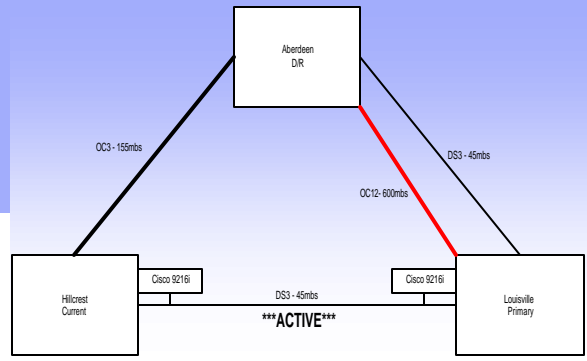 Aberdeen
D/R
OC3 - 155mbs
DS3 - 45mbs
OC12- 600mbs
Cisco 9216i
Cisco 9216i
Hillcrest
Current
DS3 - 45mbs
Louisville
Primary
***ACTIVE***